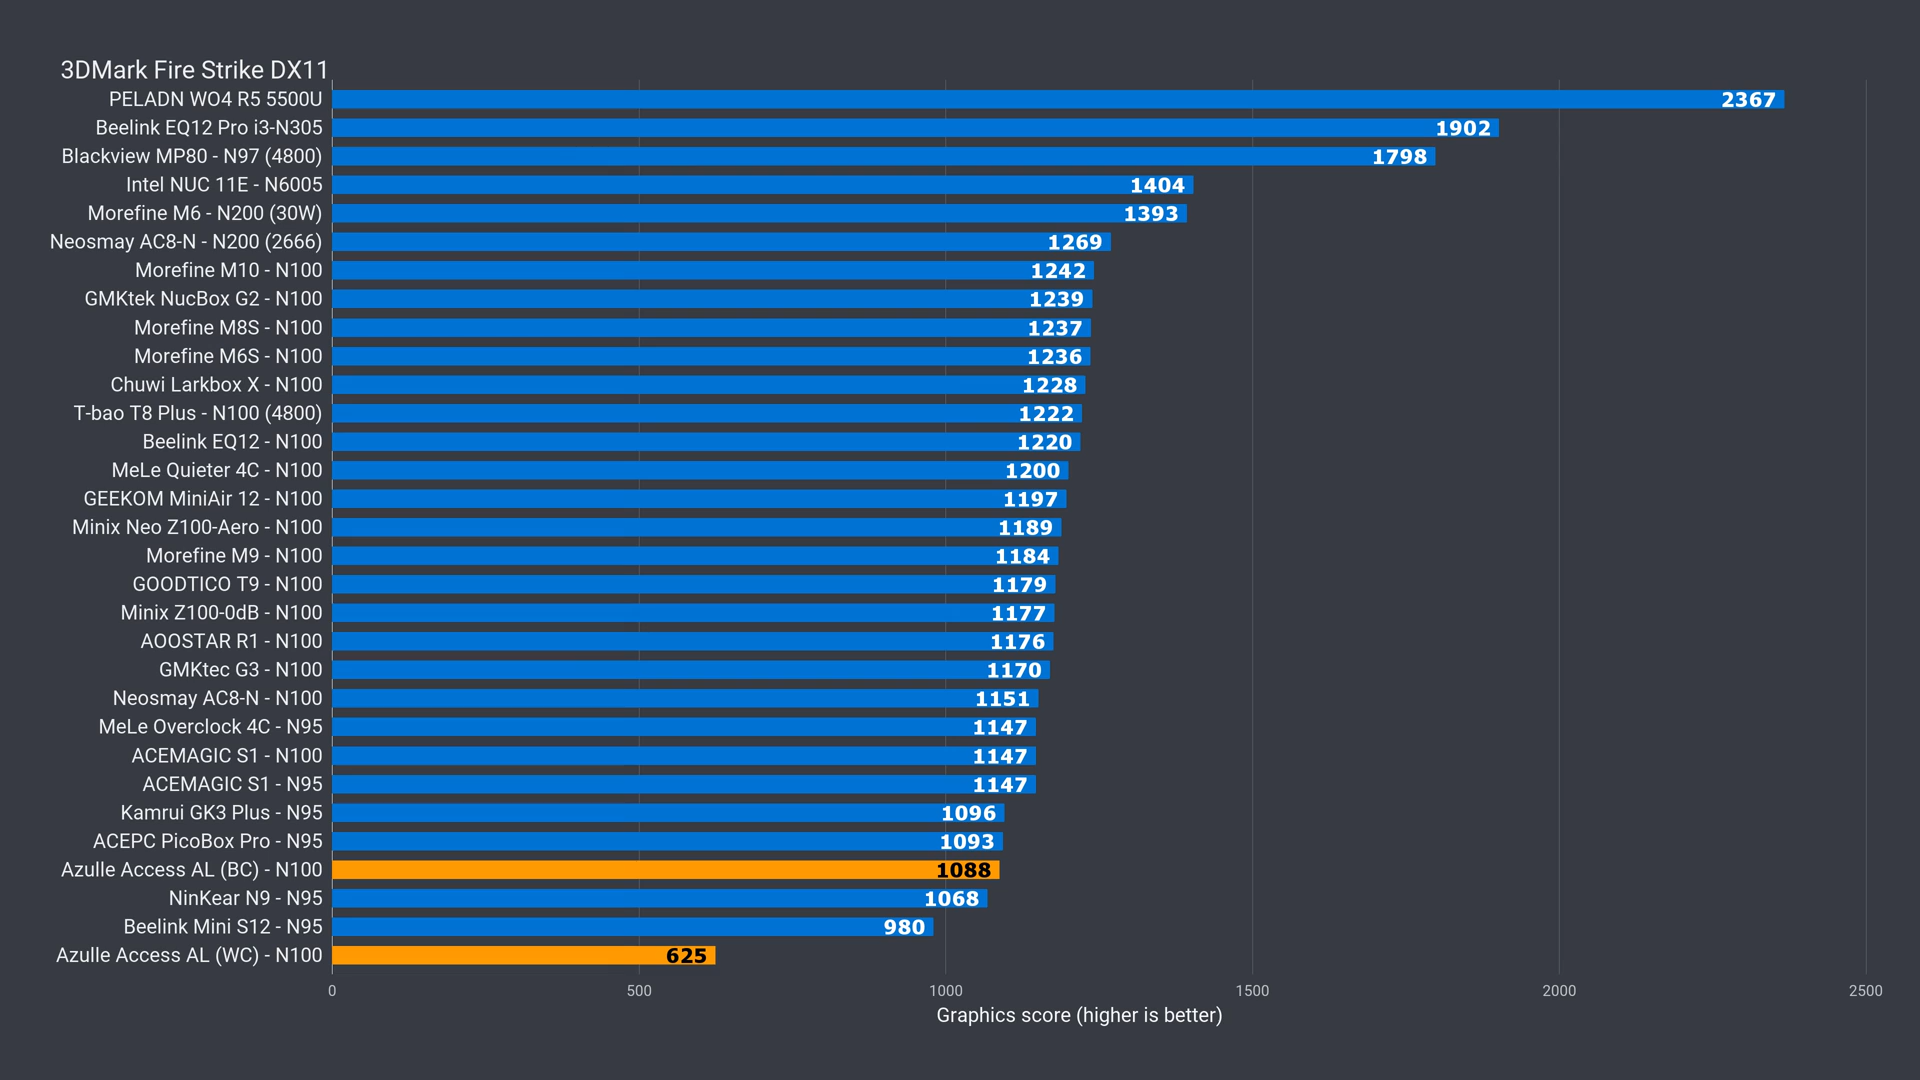 3DMark Fire Strike DX11
PELADN WO4 R5 5500U 2367
Beelink EQ12 Pro i3-N305 1902
Blackview MP80 - N97 (4800) 1798
Intel NUC 11E - N6005 1404
Morefine M6 - N200 (30W) 1393
Neosmay AC8-N - N200 (2666) 1269
Morefine M10 - N100 1242
GMKtek NucBox G2 - N100 1239
Morefine M8S - N100 1237
Morefine M6S - N100 1236
Chuwi Larkbox X - N100 1228
T-bao T8 Plus - N100 (4800) 1222
Beelink EQ12 - N100 1220
MeLe Quieter 4C - N100 1200
GEEKOM MiniAir 12 - N100 1197
Minix Neo Z100-Aero - N100 1189
Morefine M9 - N100 1184
GOODTICO T9 - N100 1179
Minix Z100-0dB - N100 1177
AOOSTAR R1 - N100 1176
GMKtec G3 - N100 1170
Neosmay AC8-N - N100 1151
MeLe Overclock 4C - N95 1147
ACEMAGIC S1 - N100 1147
ACEMAGIC S1 - N95 1147
Kamrui GK3 Plus - N95 1096
ACEPC PicoBox Pro - N95 1093
Azulle Access AL (BC) - N100 1088
NinKear N9 - N95 1068
Beelink Mini S12 - N95 980
Azulle Access AL (WC) - N100 625
0 500 1000 1500 2000 2500
Graphics score (higher is better)